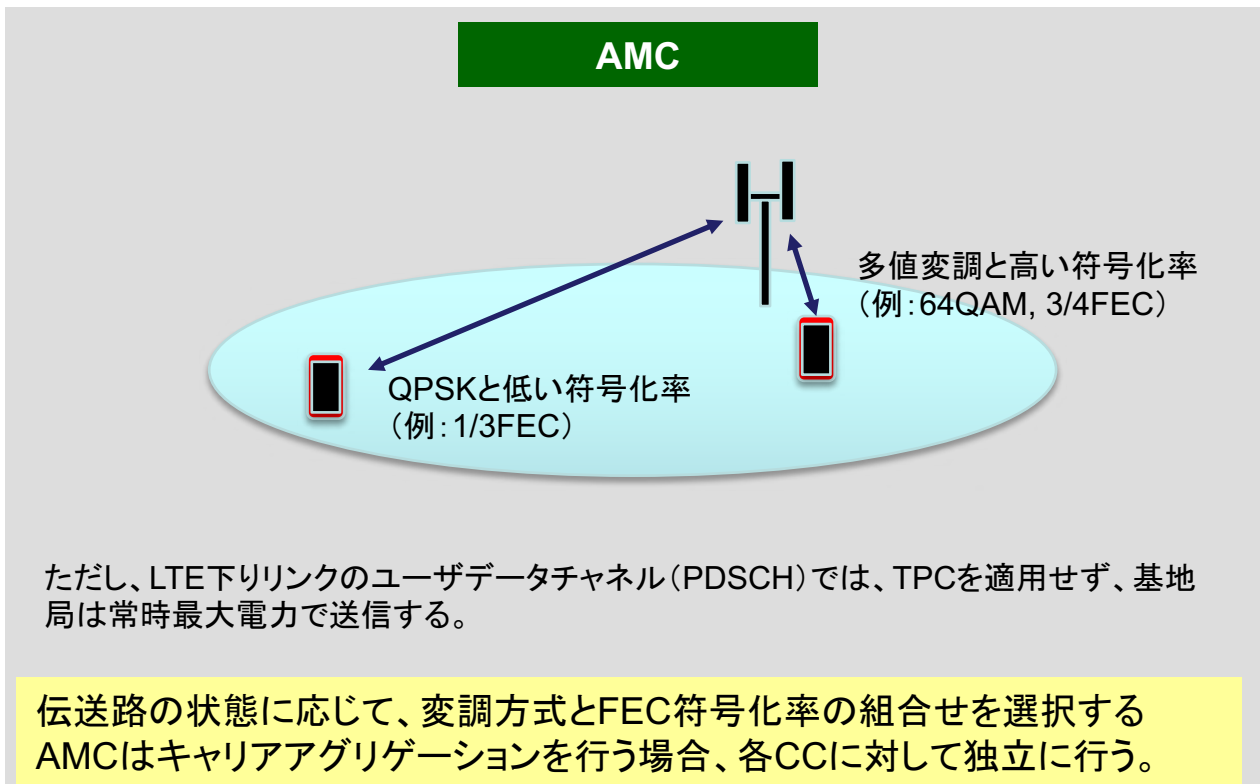 AMC
多値変調と高い符号化率
（例：64QAM, 3/4FEC）
QPSKと低い符号化率
（例：1/3FEC）
ただし、LTE下りリンクのユーザデータチャネル（PDSCH）では、TPCを適用せず、基地
局は常時最大電力で送信する。
伝送路の状態に応じて、変調方式とFEC符号化率の組合せを選択する
AMCはキャリアアグリゲーションを行う場合、各CCに対して独立に行う。